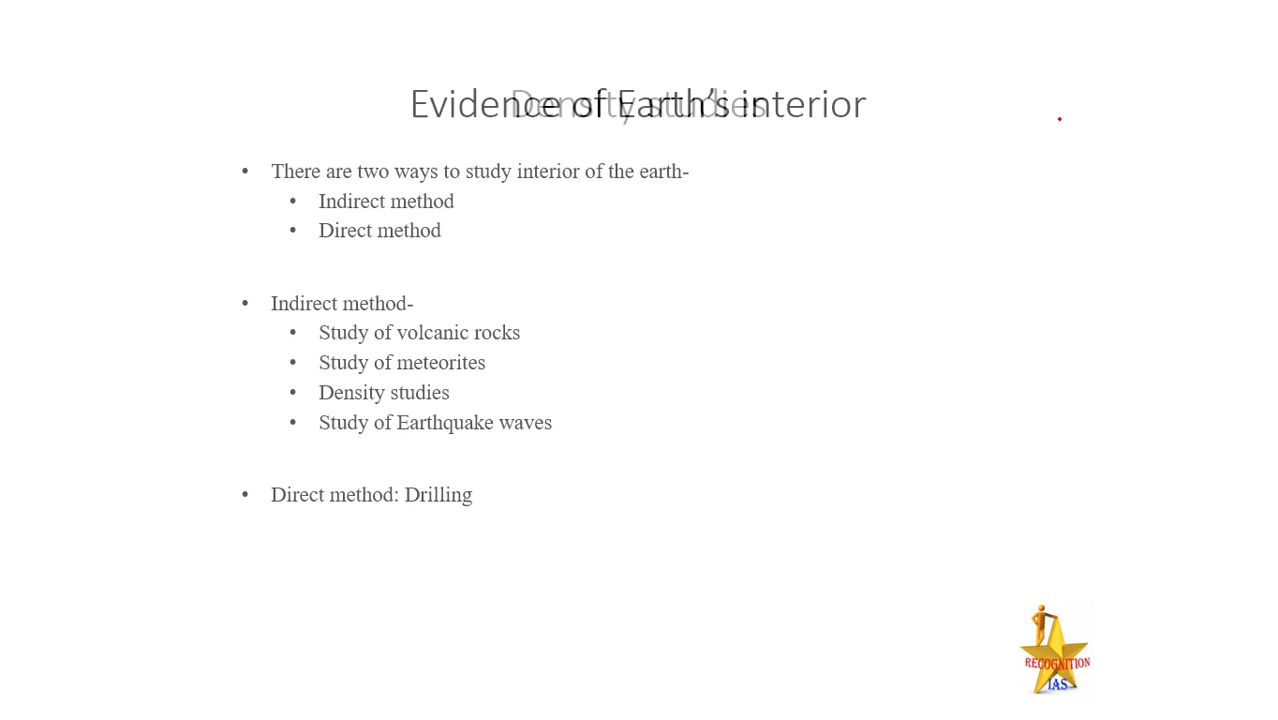 Evidence of Earth's interior
Density studies
• There are two ways to study interior of the earth-
• Indirect method
• Direct method
• Indirect method-
• Study of volcanic rocks
• Study of meteorites
• Density studies
• Study of Earthquake waves
• Direct method: Drilling
RECOGNITION
IAS